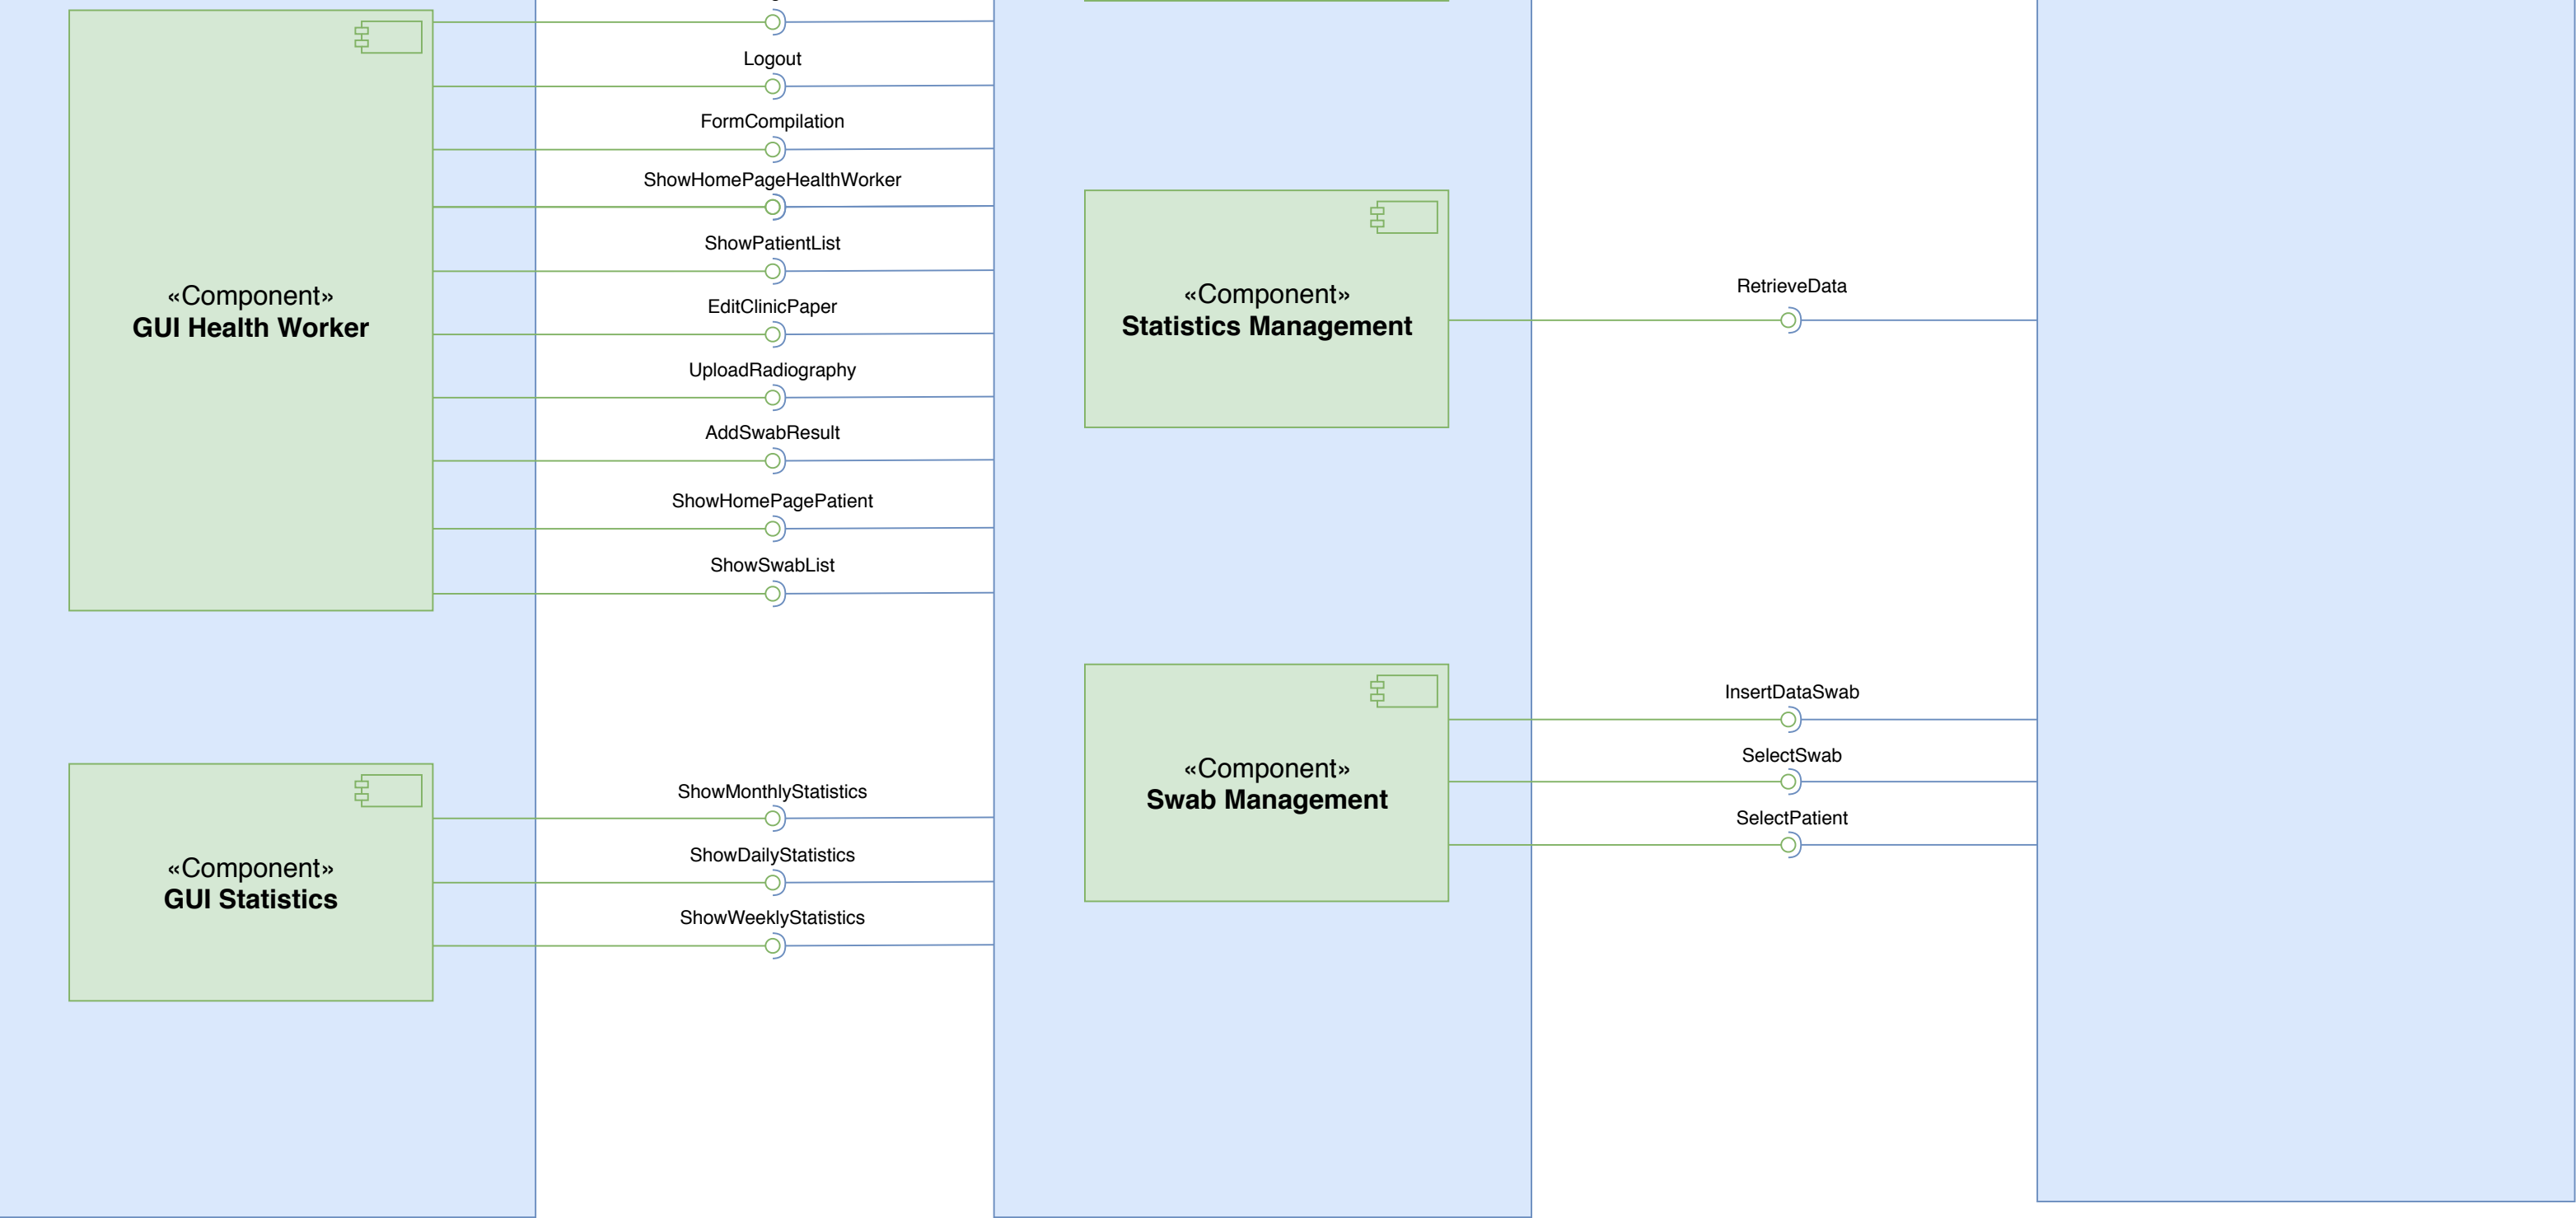 Logout
FormCompilation
ShowHomePageHealthWorker
ShowPatientList
«Component»
GUI Health Worker
EditClinicPaper
UploadRadiography
AddSwabResult
ShowHomePagePatient
ShowSwabList
«Component»
GUI Statistics
ShowMonthlyStatistics
ShowDailyStatistics
ShowWeeklyStatistics
«Component»
Statistics Management
RetrieveData
«Component»
Swab Management
InsertDataSwab
SelectSwab
SelectPatient